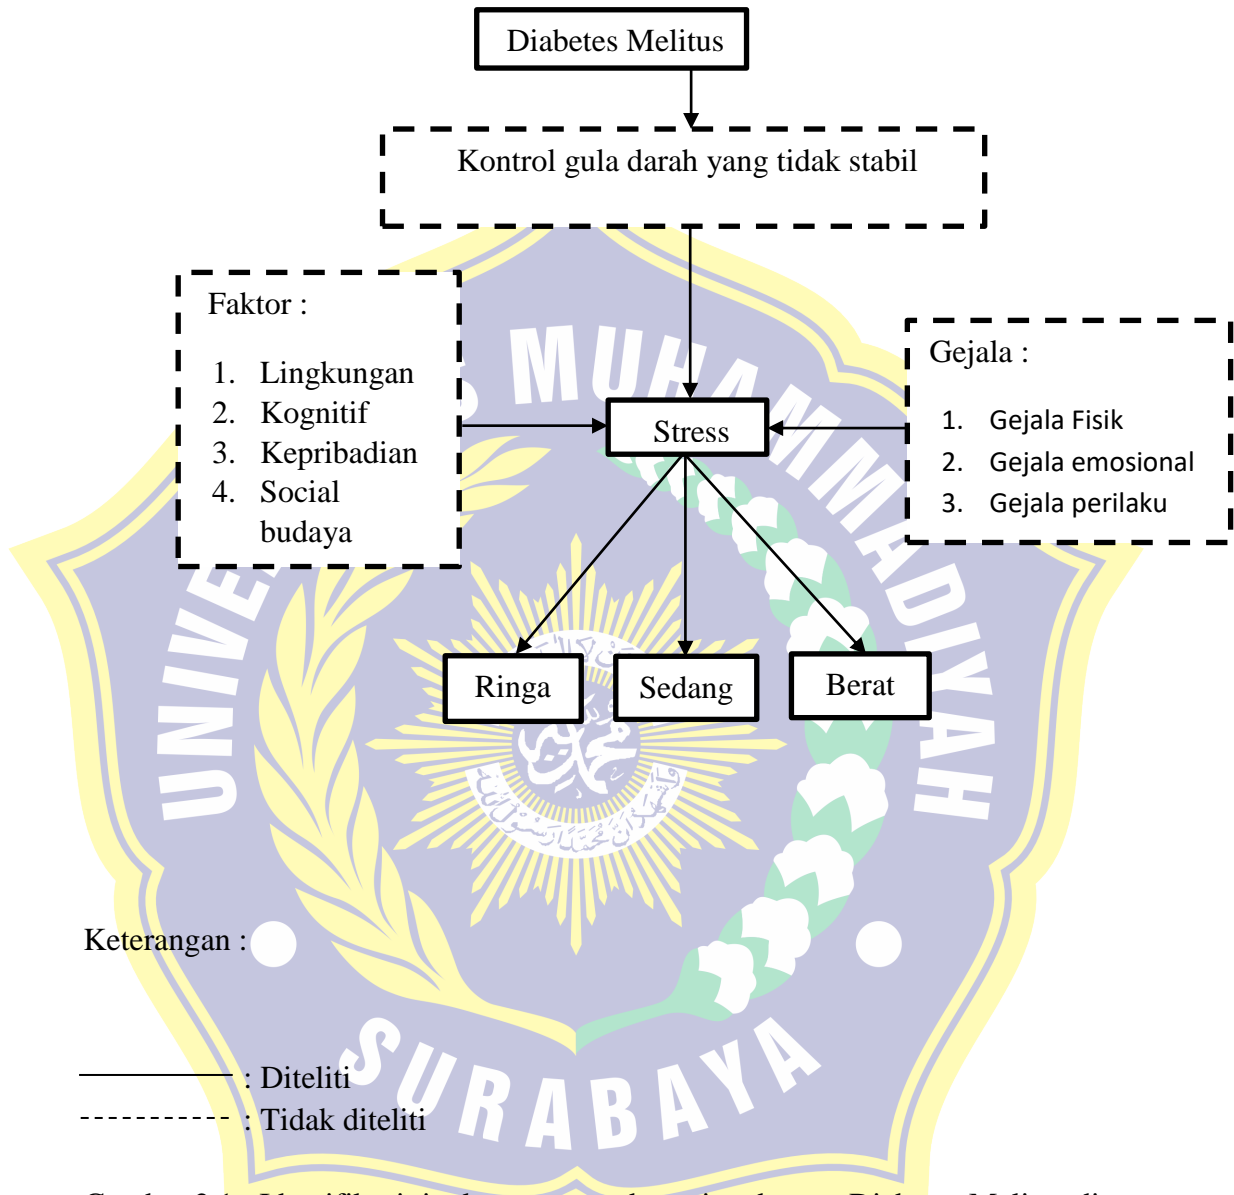 Diabetes Melitus
Kontrol gula darah yang tidak stabil
Faktor :
1. Lingkungan
2. Kognitif
3. Kepribadian
4. Social
budaya
Gejala :
1. Gejala Fisik
2. Gejala emosional
3. Gejala perilaku
Stress
Ringa
Sedang
Berat
MUHAMMADIYAH
SURABAYA
Keterangan :
: Diteliti
: Tidak diteliti